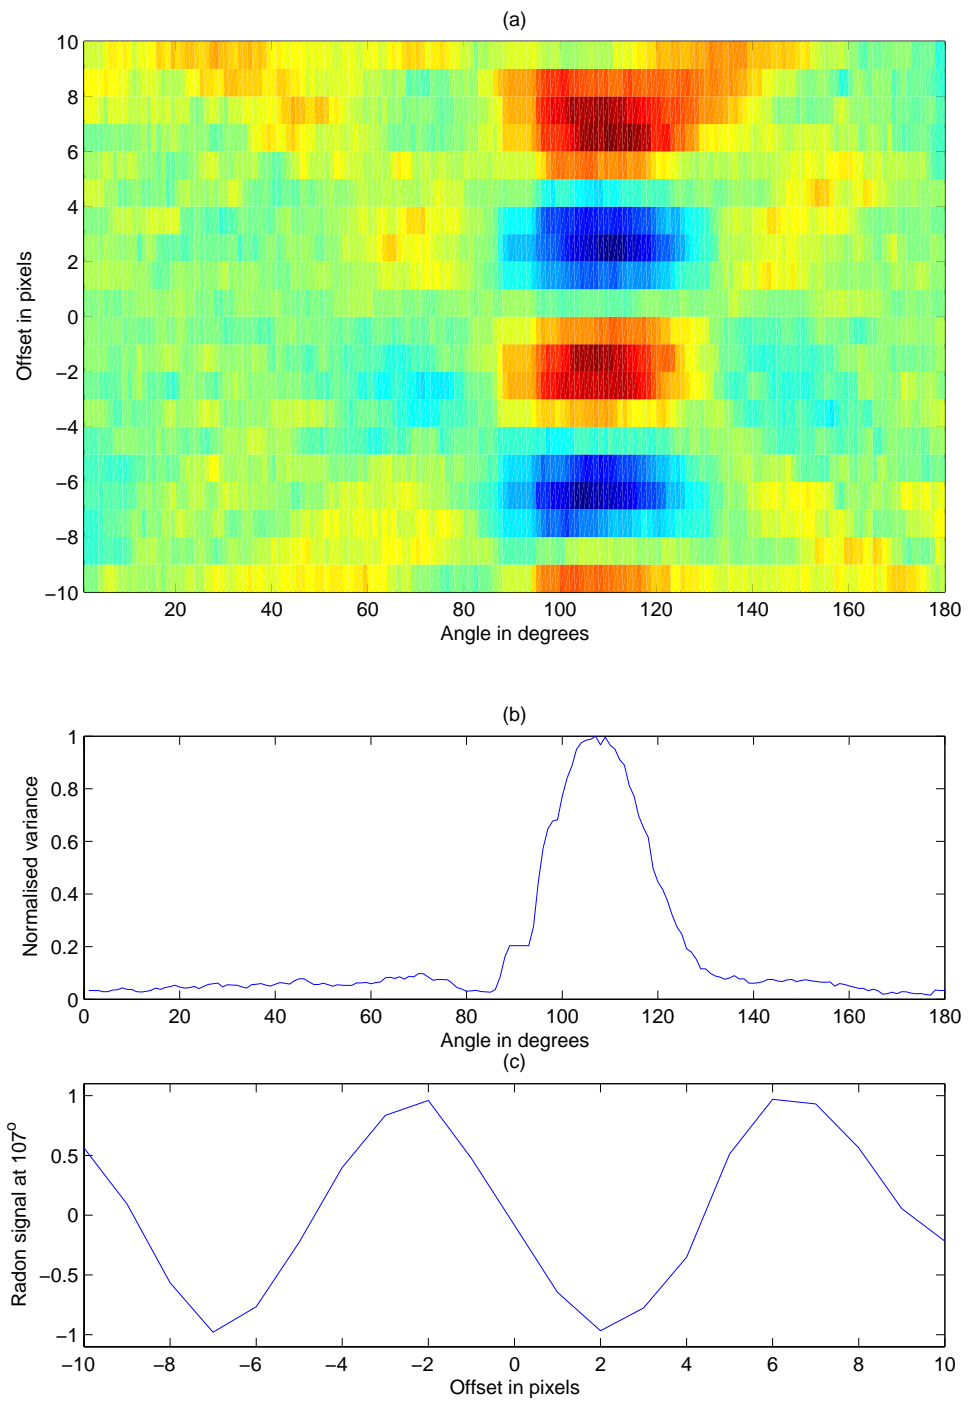 (a)
10
8
6
4
2
0
−2
−4
−6
−8
−10
Offset in pixels
20 40 60 80 100 120 140 160 180
Angle in degrees
(b)
1
0.8
0.6
0.4
0.2
0
Normalised variance
0 20 40 60 80 100 120 140 160 180
Angle in degrees
(c)
1
0.5
0
−0.5
−1
Radon signal at 107°
−10 −8 −6 −4 −2 0 2 4 6 8 10
Offset in pixels